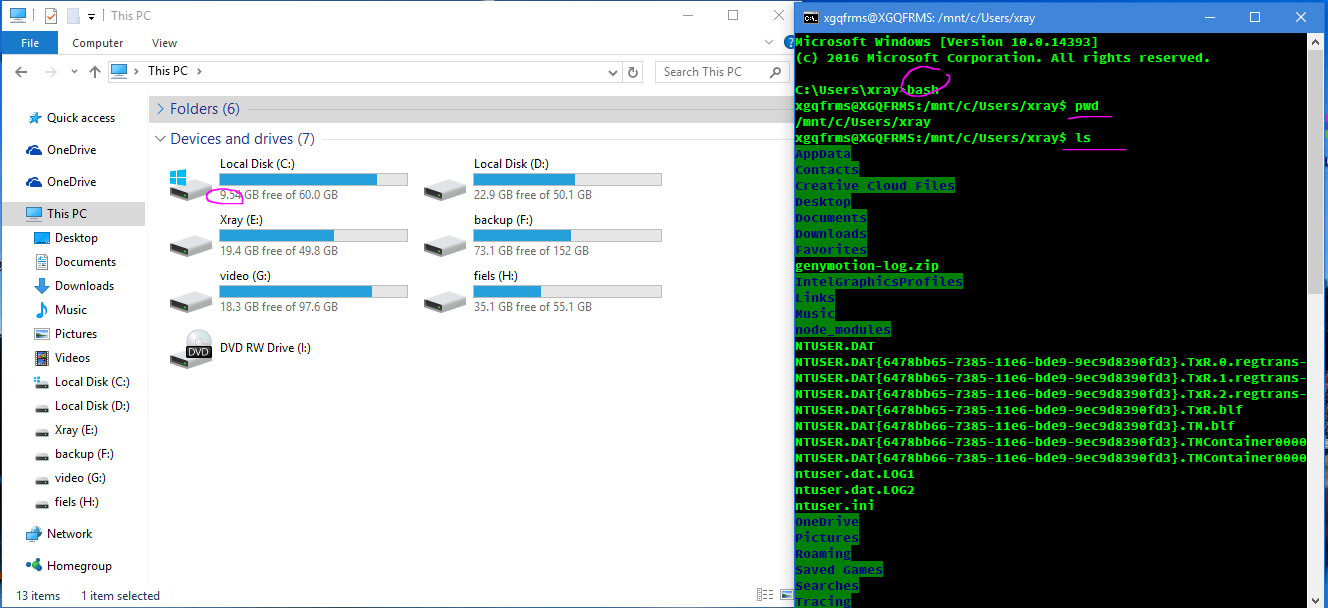 This PC
File Computer View
This PC
Search This PC
Quick access
OneDrive
OneDrive
This PC
Desktop
Documents
Downloads
Music
Pictures
Videos
Local Disk (C:)
Local Disk (D:)
Xray (E:)
backup (F:)
video (G:)
fiels (H:)
Network
Homegroup
Folders (6)
Devices and drives (7)
Local Disk (C:)
9.54 GB free of 60.0 GB
Local Disk (D:)
22.9 GB free of 50.1 GB
Xray (E:)
19.4 GB free of 49.8 GB
backup (F:)
73.1 GB free of 152 GB
video (G:)
18.3 GB free of 97.6 GB
fiels (H:)
35.1 GB free of 55.1 GB
DVD RW Drive (I:)
DVD
13 items 1 item selected
xgqfrms@XGQFRMS: /mnt/c/Users/xray
Microsoft Windows [Version 10.0.14393]
(c) 2016 Microsoft Corporation. All rights reserved.
C:\Users\xray>bash
xgqfrms@XGQFRMS:/mnt/c/Users/xray$ pwd
/mnt/c/Users/xray
xgqfrms@XGQFRMS:/mnt/c/Users/xray$ ls
AppData
Contacts
Creative Cloud Files
Desktop
Documents
Downloads
Favorites
genymotion-log.zip
IntelGraphicsProfiles
Links
Music
node_modules
NTUSER.DAT
NTUSER.DAT{6478bb65-7385-11e6-bde9-9ec9d8390fd3}.TxR.0.regtrans-
NTUSER.DAT{6478bb65-7385-11e6-bde9-9ec9d8390fd3}.TxR.1.regtrans-
NTUSER.DAT{6478bb65-7385-11e6-bde9-9ec9d8390fd3}.TxR.2.regtrans-
NTUSER.DAT{6478bb65-7385-11e6-bde9-9ec9d8390fd3}.TxR.blf
NTUSER.DAT{6478bb66-7385-11e6-bde9-9ec9d8390fd3}.TM.blf
NTUSER.DAT{6478bb66-7385-11e6-bde9-9ec9d8390fd3}.TMContainer0000
NTUSER.DAT{6478bb66-7385-11e6-bde9-9ec9d8390fd3}.TMContainer0000
ntuser.dat.LOG1
ntuser.dat.LOG2
ntuser.ini
OneDrive
Pictures
Roaming
Saved Games
Searches
Tracing